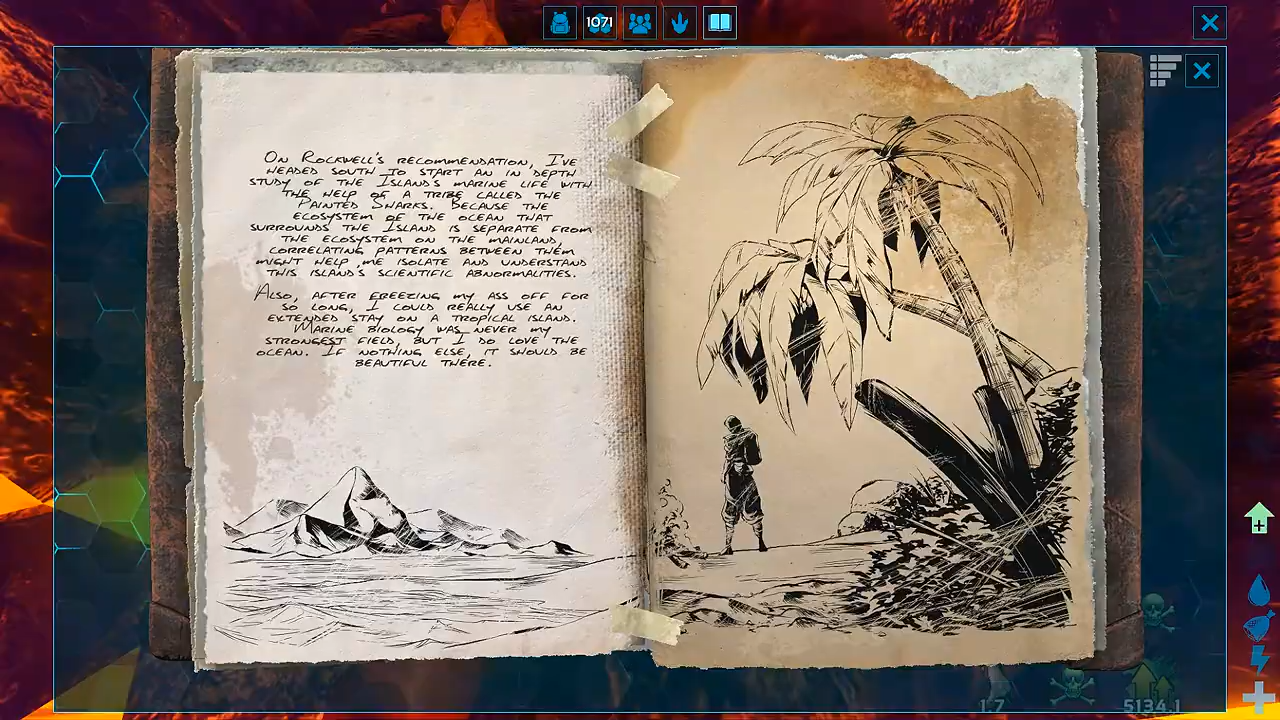 1071
On Rockwell's recommendation, I've
headed south to start an in depth
study of the Island's marine life with
the help of a tribe called the
Painted Sharks. Because the
ecosystem of the ocean that
surrounds the Island is separate from
the ecosystem on the mainland,
correlating patterns between them
might help me isolate and understand
this island's scientific abnormalities.
Also, after freezing my ass off for
so long, I could really use an
extended stay on a tropical island.
Marine biology was never my
strongest field, but I do love the
ocean. If nothing else, it should be
beautiful there.
1.7
5134.1